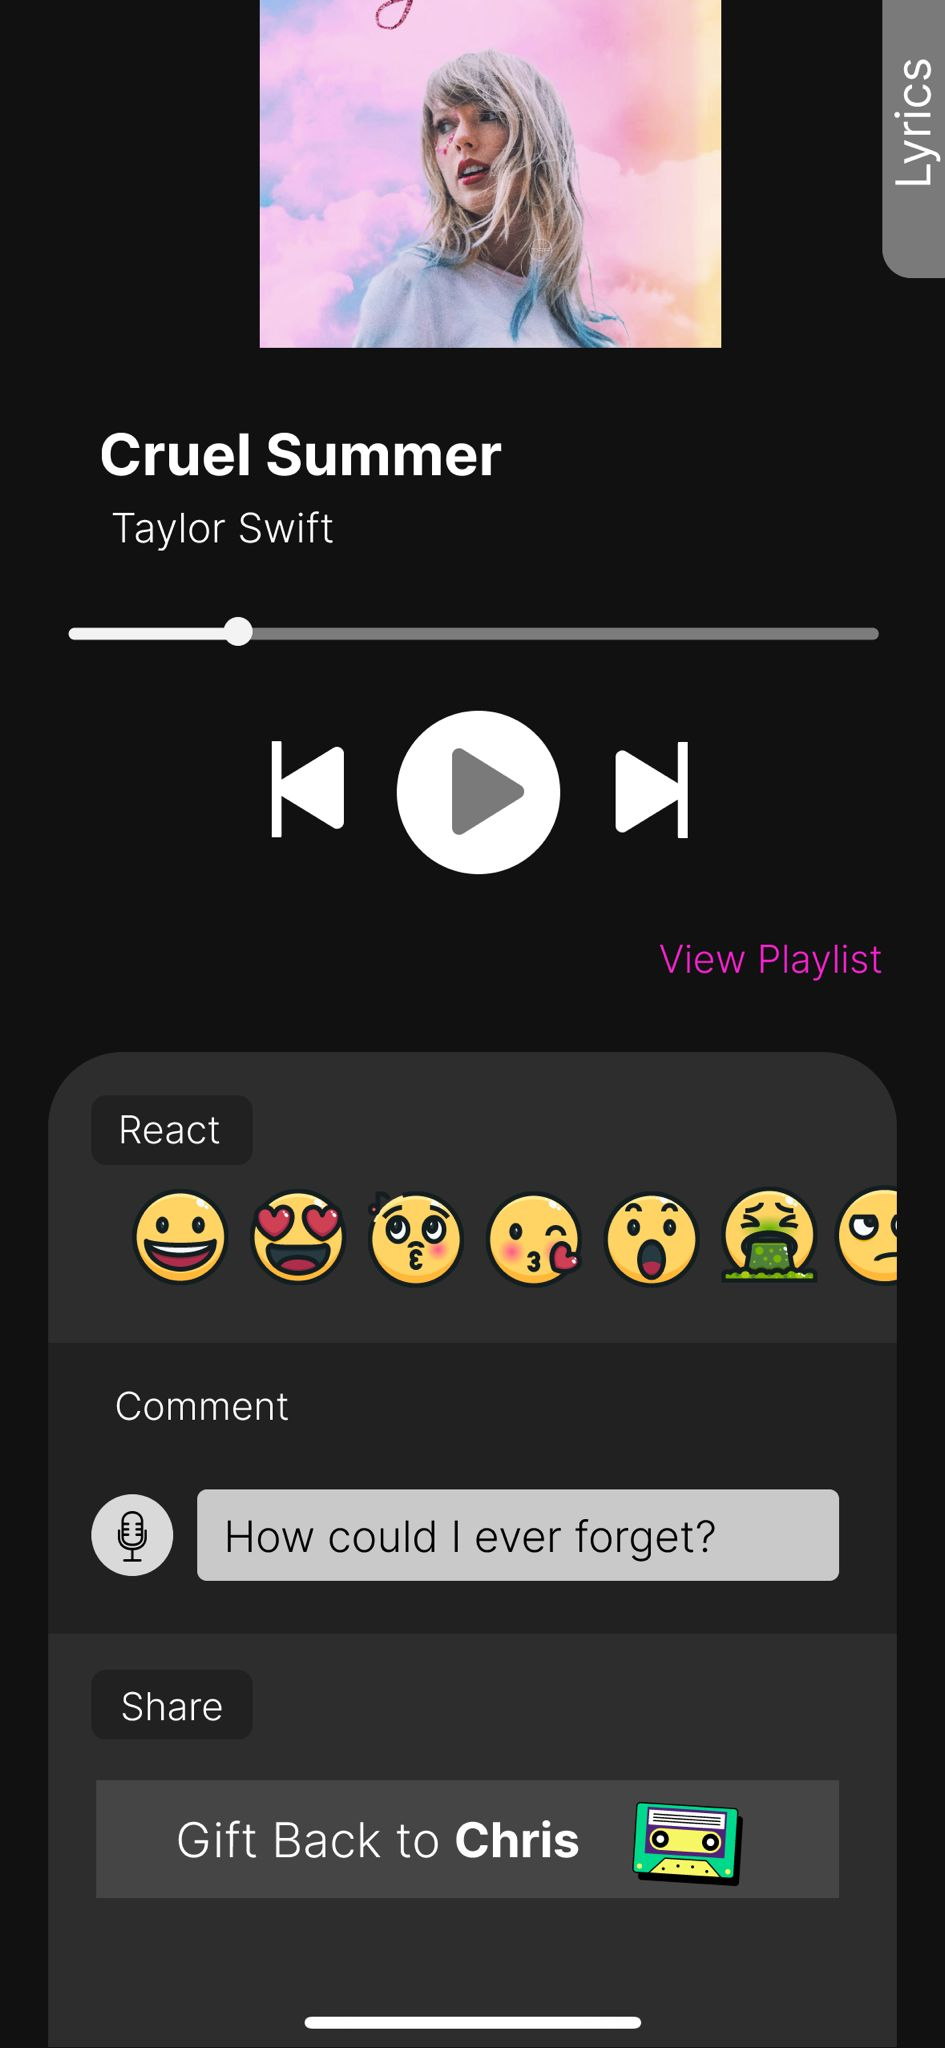 Lyrics
Cruel Summer
Taylor Swift
View Playlist
React
Comment
How could I ever forget?
Share
Gift Back to Chris